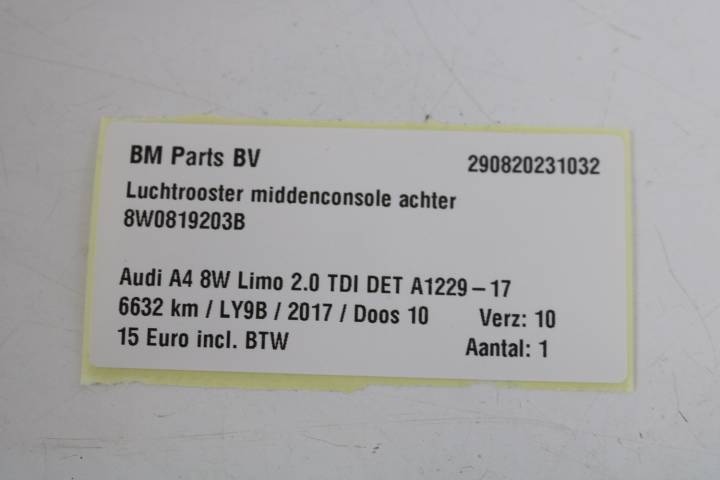 BM Parts BV 290820231032
Luchtrooster middenconsole achter
8W0819203B
Audi A4 8W Limo 2.0 TDI DET A1229-17
6632 km / LY9B / 2017 / Doos 10 Verz: 10
15 Euro incl. BTW Aantal: 1